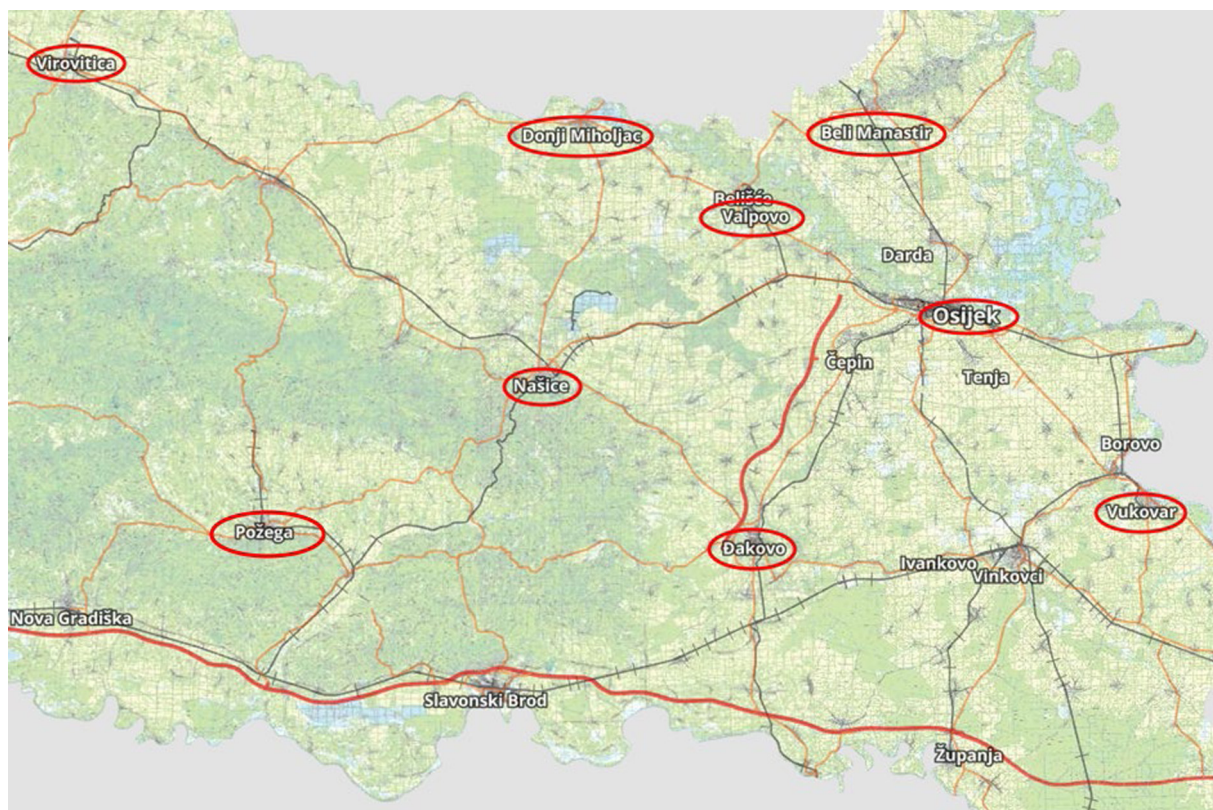 Virovitica
Donji Miholjac
Beli Manastir
Belišće
Valpovo
Darda
Osijek
Čepin
Tenja
Našice
Borovo
Vukovar
Požega
Đakovo
Ivankovo
Vinkovci
Nova Gradiška
Slavonski Brod
Županja